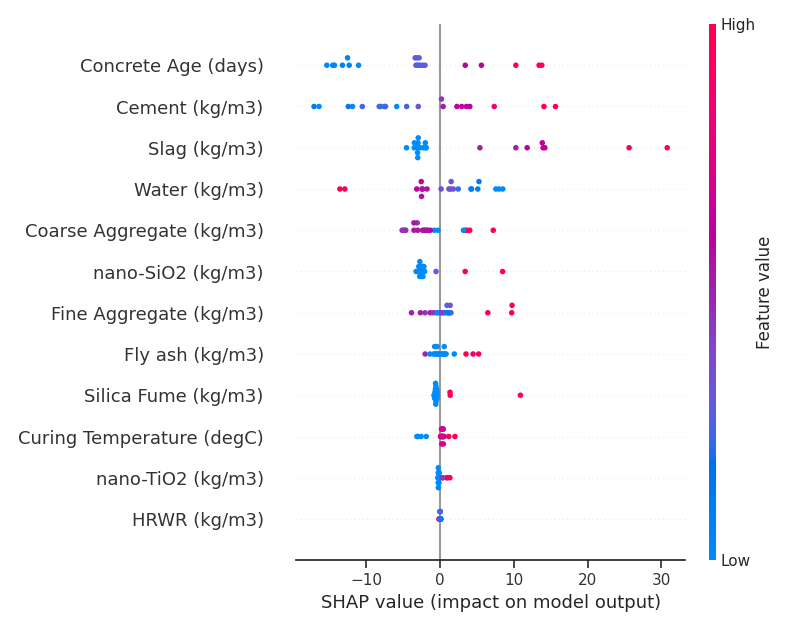 High
Concrete Age (days)
Cement (kg/m3)
Slag (kg/m3)
Water (kg/m3)
Coarse Aggregate (kg/m3)
nano-SiO2 (kg/m3)
Fine Aggregate (kg/m3)
Fly ash (kg/m3)
Silica Fume (kg/m3)
Curing Temperature (degC)
nano-TiO2 (kg/m3)
HRWR (kg/m3)
Feature value
Low
−10 0 10 20 30
SHAP value (impact on model output)